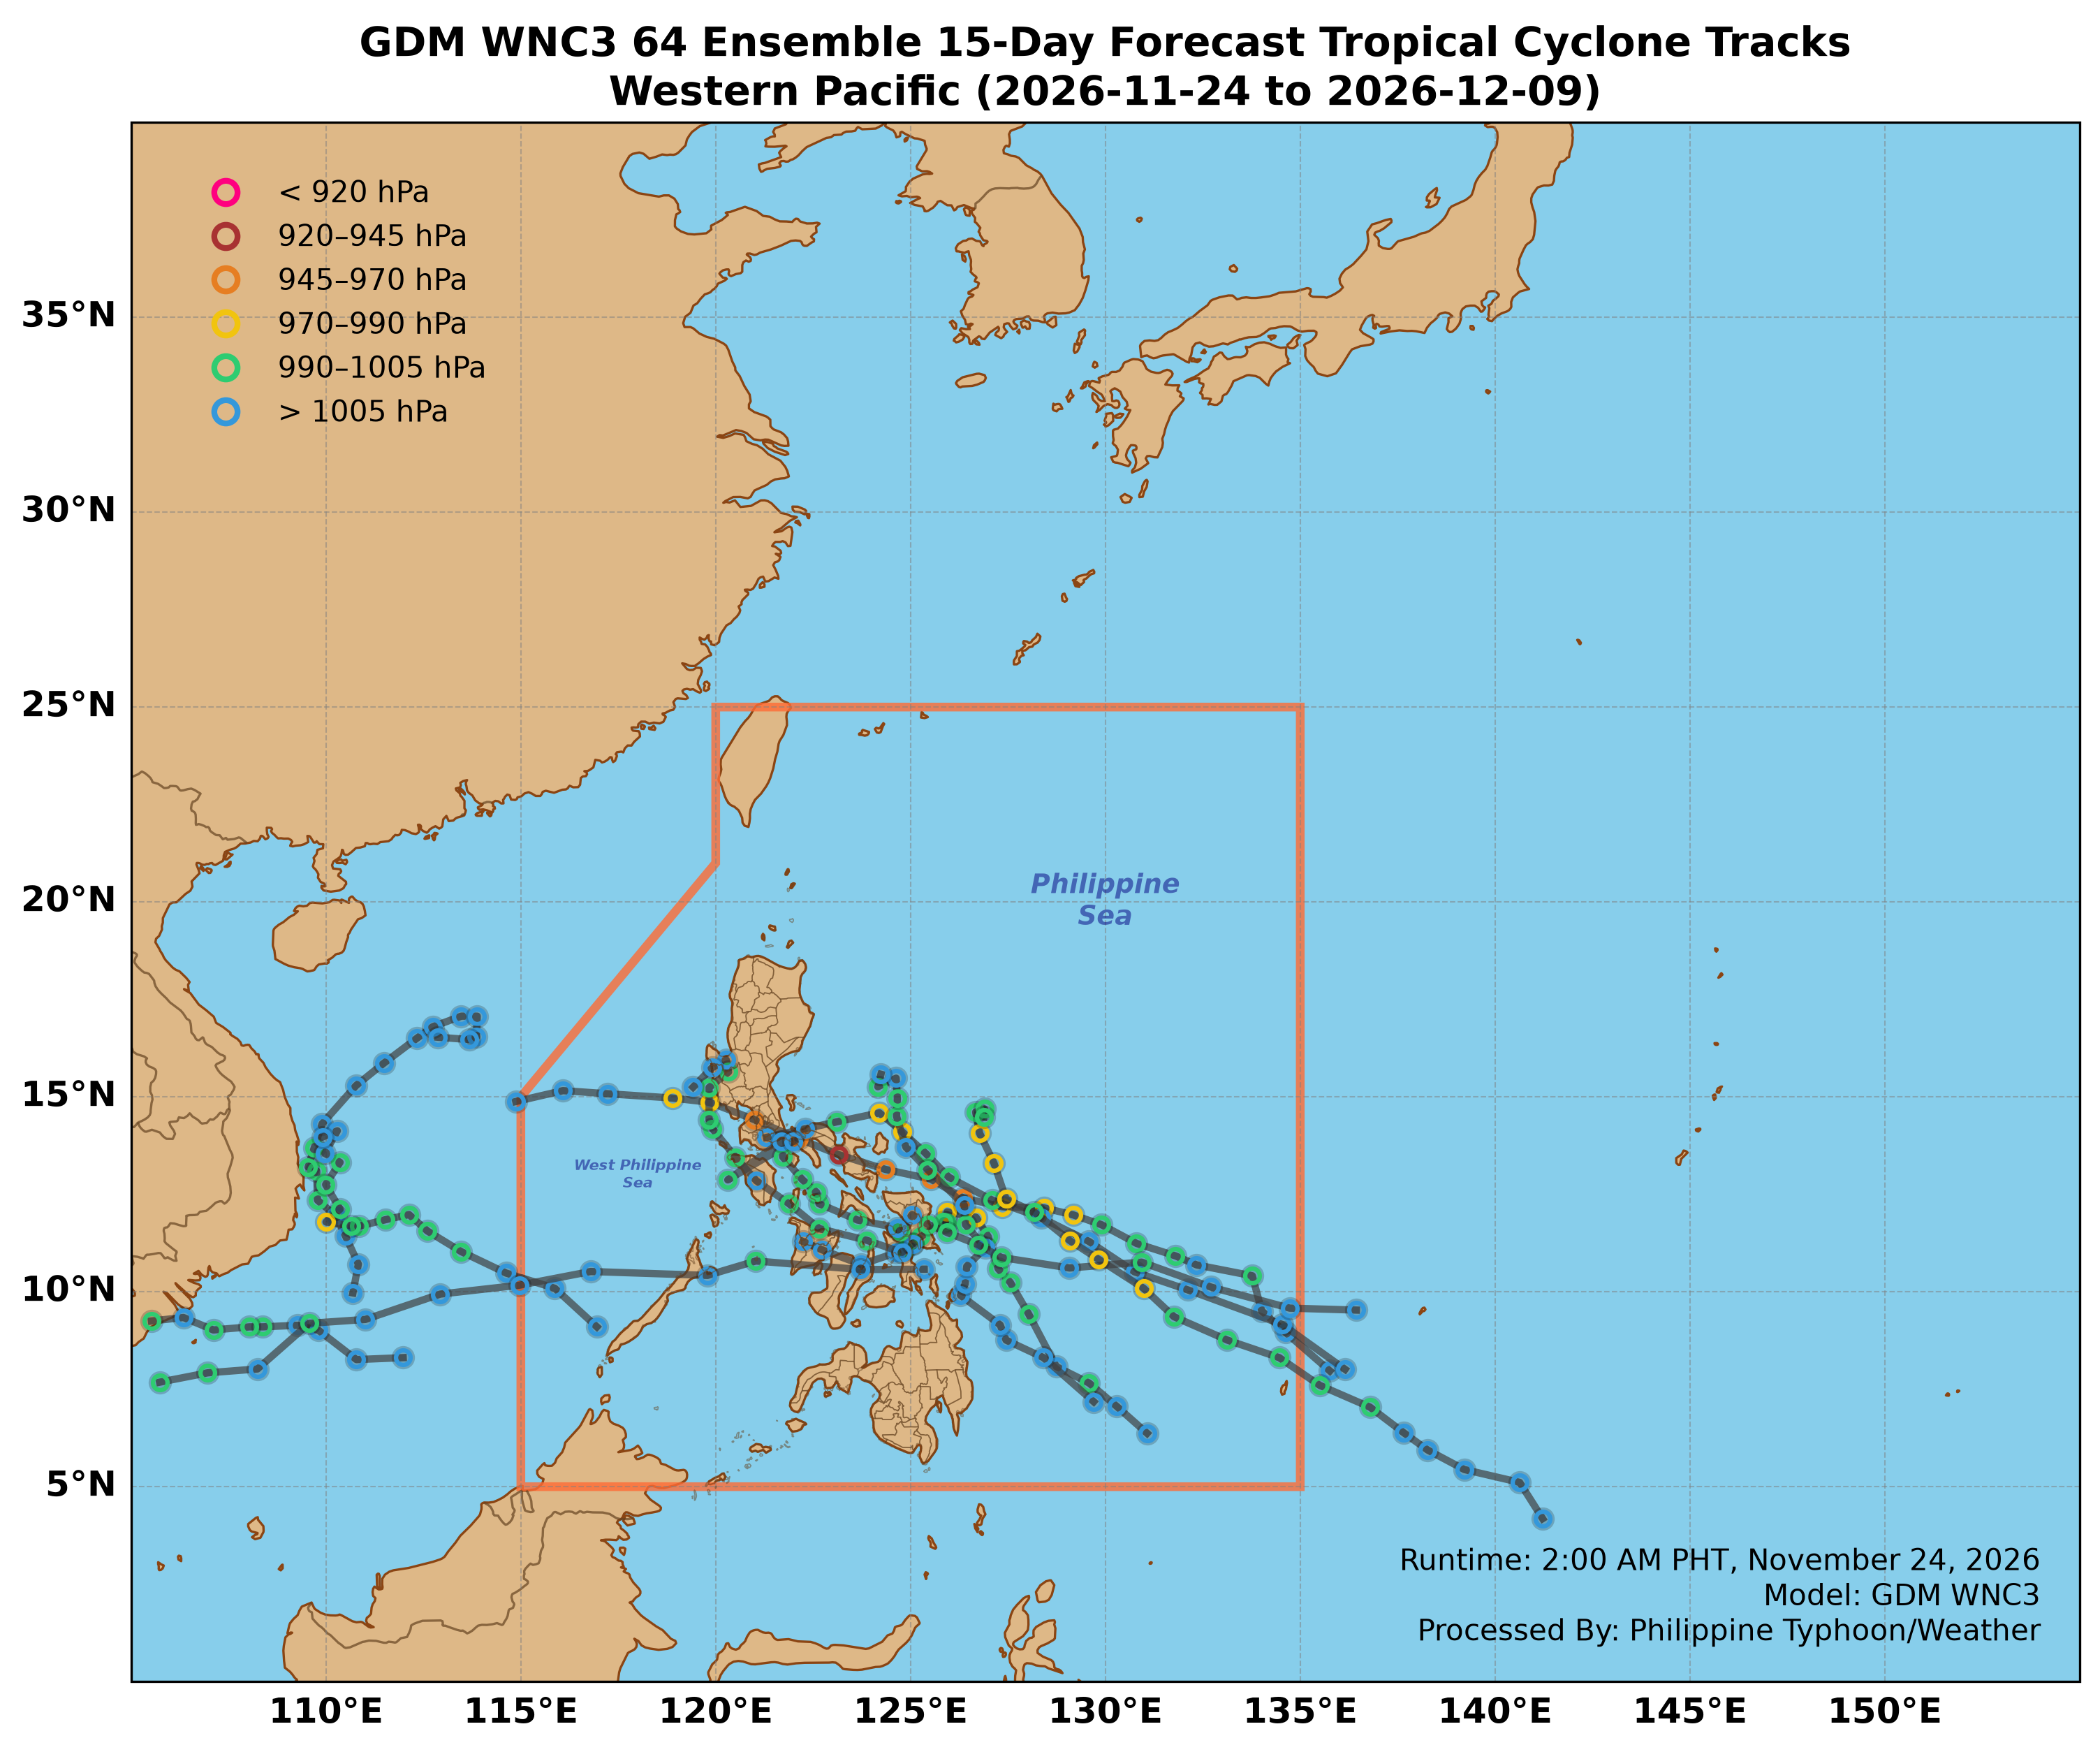 GDM WNC3 64 Ensemble 15-Day Forecast Tropical Cyclone Tracks
Western Pacific (2026-11-24 to 2026-12-09)
< 920 hPa
920–945 hPa
945–970 hPa
970–990 hPa
990–1005 hPa
> 1005 hPa
35°N
30°N
25°N
20°N
15°N
10°N
5°N
Philippine
Sea
West Philippine
Sea
Runtime: 2:00 AM PHT, November 24, 2026
Model: GDM WNC3
Processed By: Philippine Typhoon/Weather
110°E
115°E
120°E
125°E
130°E
135°E
140°E
145°E
150°E